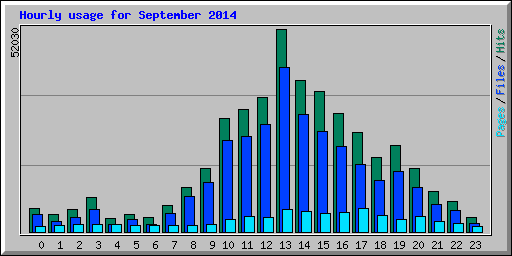 Hourly usage for September 2014
52030
Pages/Files/Hits
0 1 2 3 4 5 6 7 8 9 10 11 12 13 14 15 16 17 18 19 20 21 22 23